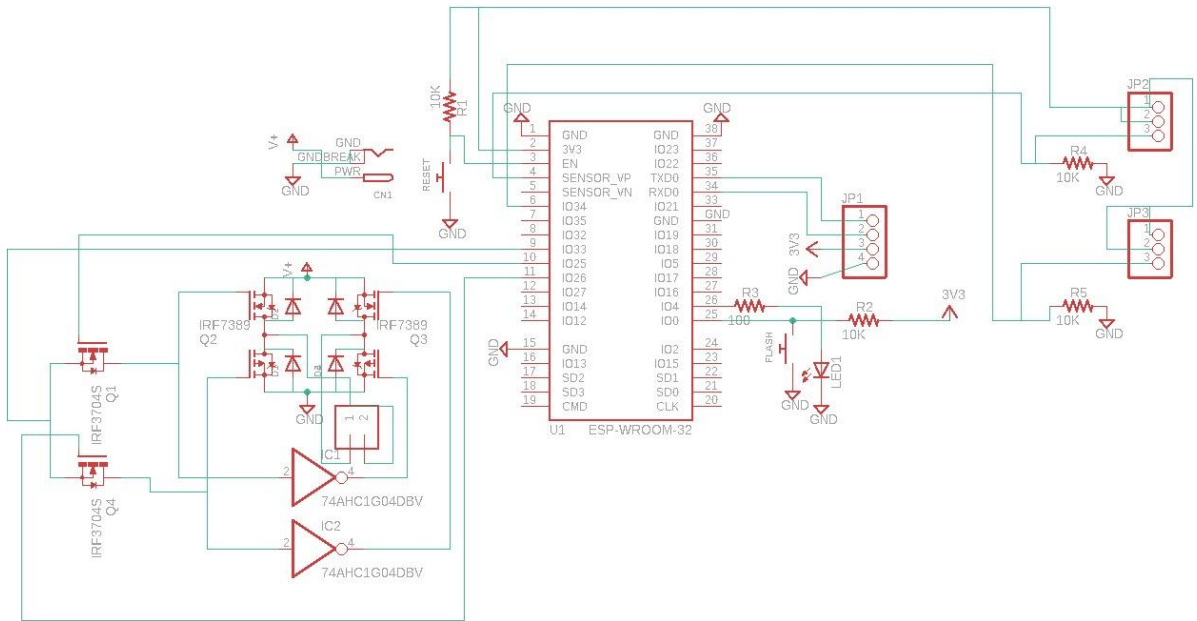 JP2
1
2
3
10K
R1
GND
GND
V+
GND
GNDBREAK
PWR
CN1
GND
RESET
GND
1 GND
2 3V3
3 EN
4 SENSOR_VP
5 SENSOR_VN
6 IO34
7 IO35
8 IO32
9 IO33
10 IO25
11 IO26
12 IO27
13 IO14
14 IO12
15 GND
16 IO13
17 SD2
18 SD3
19 CMD
GND
38 GND
37 IO23
36 IO22
35 TXD0
34 RXD0
33 IO21
GND GND
31 IO19
30 IO18
29 IO5
28 IO17
27 IO16
26 IO4
25 IO0
24 IO2
23 IO15
22 SD1
21 SD0
20 CLK
U1 ESP-WROOM-32
R4
10K
GND
JP1
1
2
3
4
3V3
GND
JP3
1
2
3
R5
10K
GND
R3
100
R2
10K
3V3
FLASH
LED1
GND
GND
V+
IRF7389
Q2
IRF7389
Q3
GND
1 2
IRF3704S
Q1
IRF3704S
Q4
IC1
2 4
74AHC1G04DBV
IC2
2 4
74AHC1G04DBV